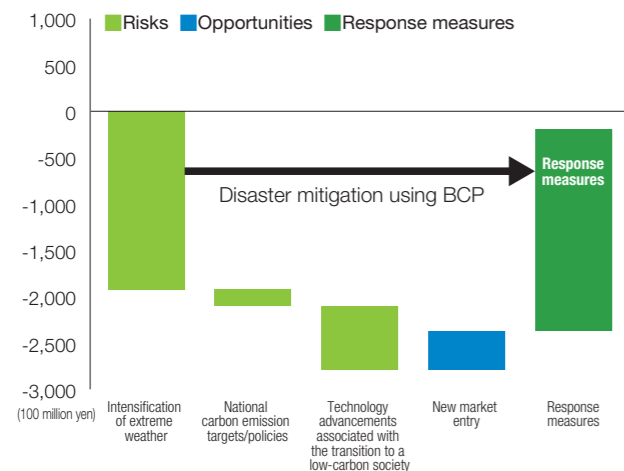 Risks Opportunities Response measures
1,000
500
0
-500
-1,000
-1,500
-2,000
-2,500
-3,000
(100 million yen)
Response
measures
Disaster mitigation using BCP
Intensification
of extreme
weather
National
carbon emission
targets/policies
Technology
advancements
associated with
the transition to a
low-carbon society
New market
entry
Response
measures